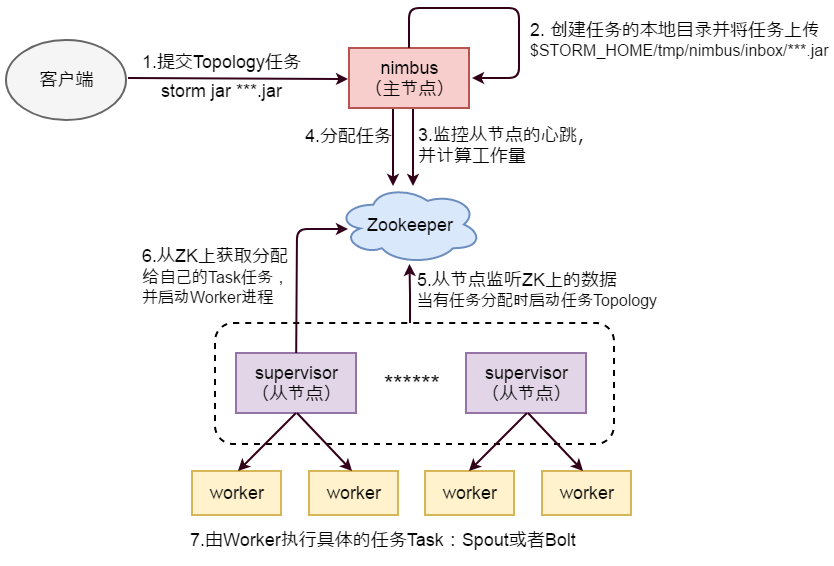 客户端
1.提交Topology任务
storm jar ***.jar
nimbus
（主节点）
2. 创建任务的本地目录并将任务上传
$STORM_HOME/tmp/nimbus/inbox/***.jar
4.分配任务
3.监控从节点的心跳，
并计算工作量
Zookeeper
6.从ZK上获取分配
给自己的Task任务，
并启动Worker进程
5.从节点监听ZK上的数据
当有任务分配时启动任务Topology
supervisor
（从节点）
******
supervisor
（从节点）
worker
worker
worker
worker
7.由Worker执行具体的任务Task：Spout或者Bolt